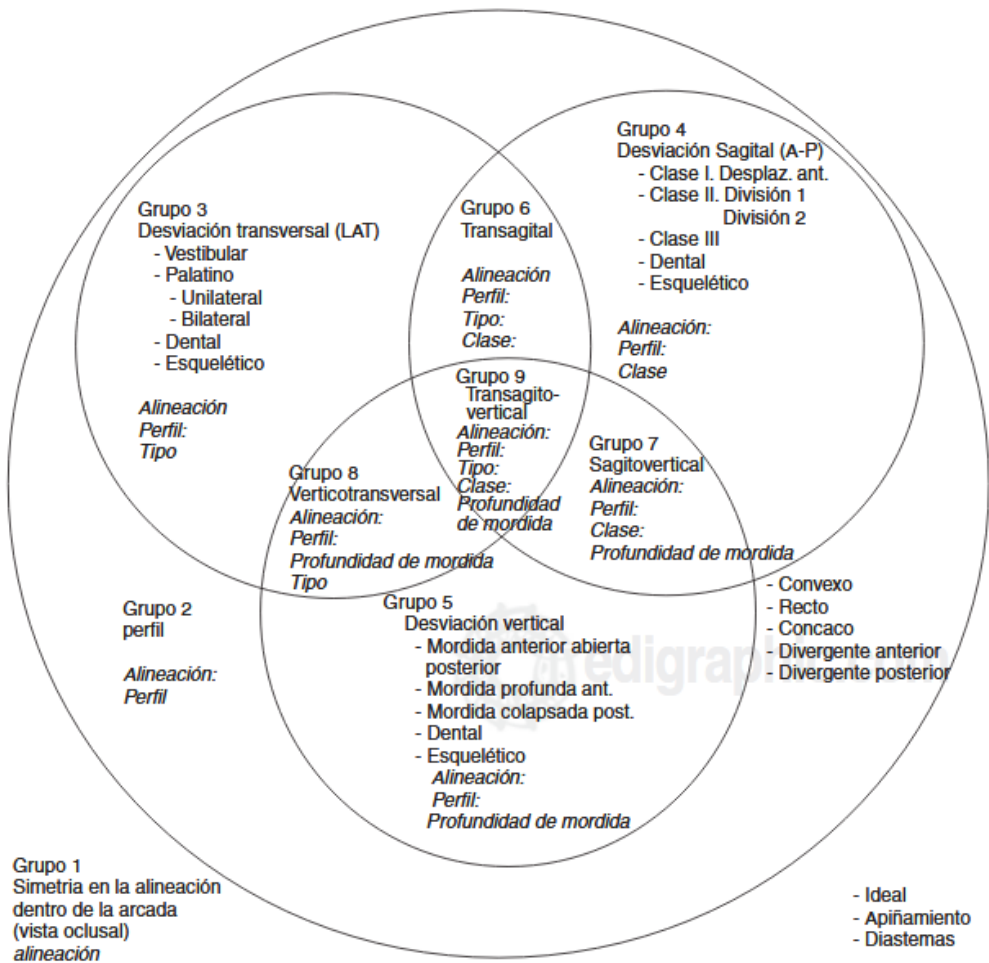 Grupo 4
Desviación Sagital (A-P)
- Clase I. Desplaz. ant.
- Clase II. División 1
División 2
- Clase III
- Dental
- Esquelético
Alineación:
Perfil:
Clase
Grupo 3
Desviación transversal (LAT)
- Vestibular
- Palatino
- Unilateral
- Bilateral
- Dental
- Esquelético
Alineación
Perfil:
Tipo
Grupo 6
Transagital
Alineación
Perfil:
Tipo:
Clase:
Grupo 9
Transagito-
vertical
Alineación:
Perfil:
Tipo:
Clase:
Profundidad
de mordida
Grupo 7
Sagitovertical
Alineación:
Perfil:
Clase:
Profundidad de mordida
Grupo 8
Verticotransversal
Alineación:
Perfil:
Profundidad de mordida
Tipo
Grupo 2
perfil
Alineación:
Perfil
Grupo 5
Desviación vertical
- Mordida anterior abierta
posterior
- Mordida profunda ant.
- Mordida colapsada post.
- Dental
- Esquelético
Alineación:
Perfil:
Profundidad de mordida
- Convexo
- Recto
- Concaco
- Divergente anterior
- Divergente posterior
edigraphic.com
Grupo 1
Simetria en la alineación
dentro de la arcada
(vista oclusal)
alineación
- Ideal
- Apiñamiento
- Diastemas